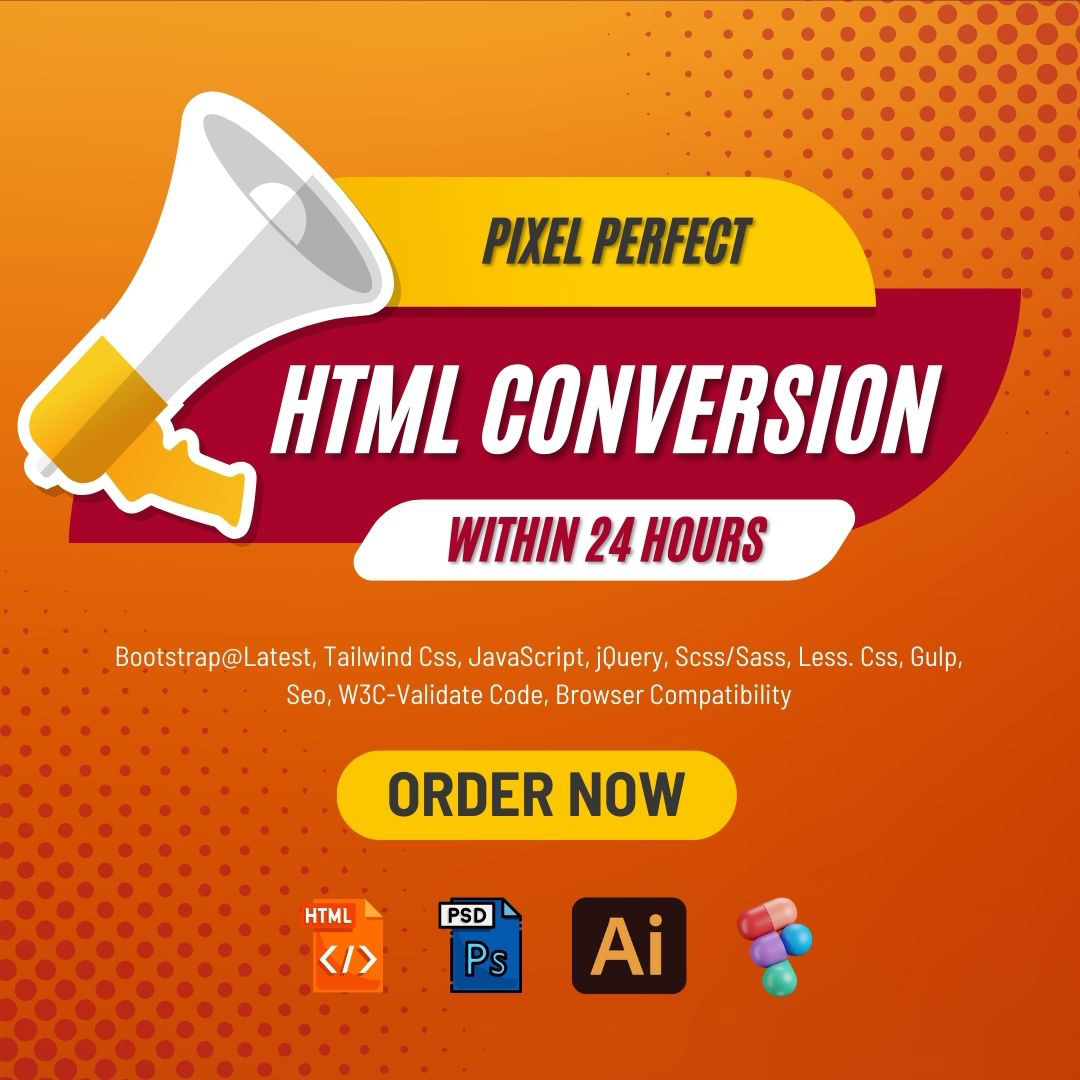 PIXEL PERFECT
HTML CONVERSION
WITHIN 24 HOURS
Bootstrap@Latest, Tailwind Css, JavaScript, jQuery, Scss/Sass, Less. Css, Gulp,
Seo, W3C-Validate Code, Browser Compatibility
ORDER NOW
HTML
</>
PSD
Ps
Ai